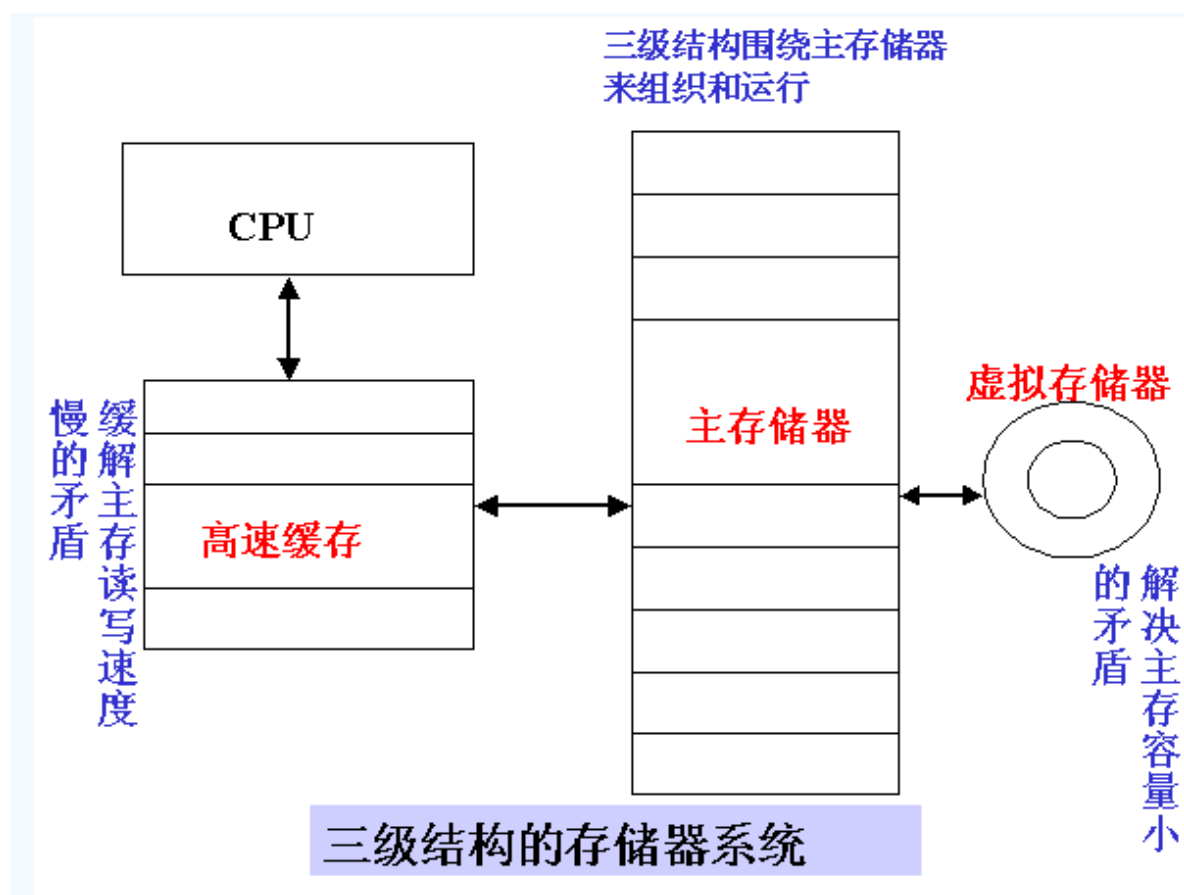 三级结构围绕主存储器
来组织和运行
CPU
缓解主存读写速度
慢的矛盾
高速缓存
主存储器
虚拟存储器
解决主存容量小
的矛盾
三级结构的存储器系统